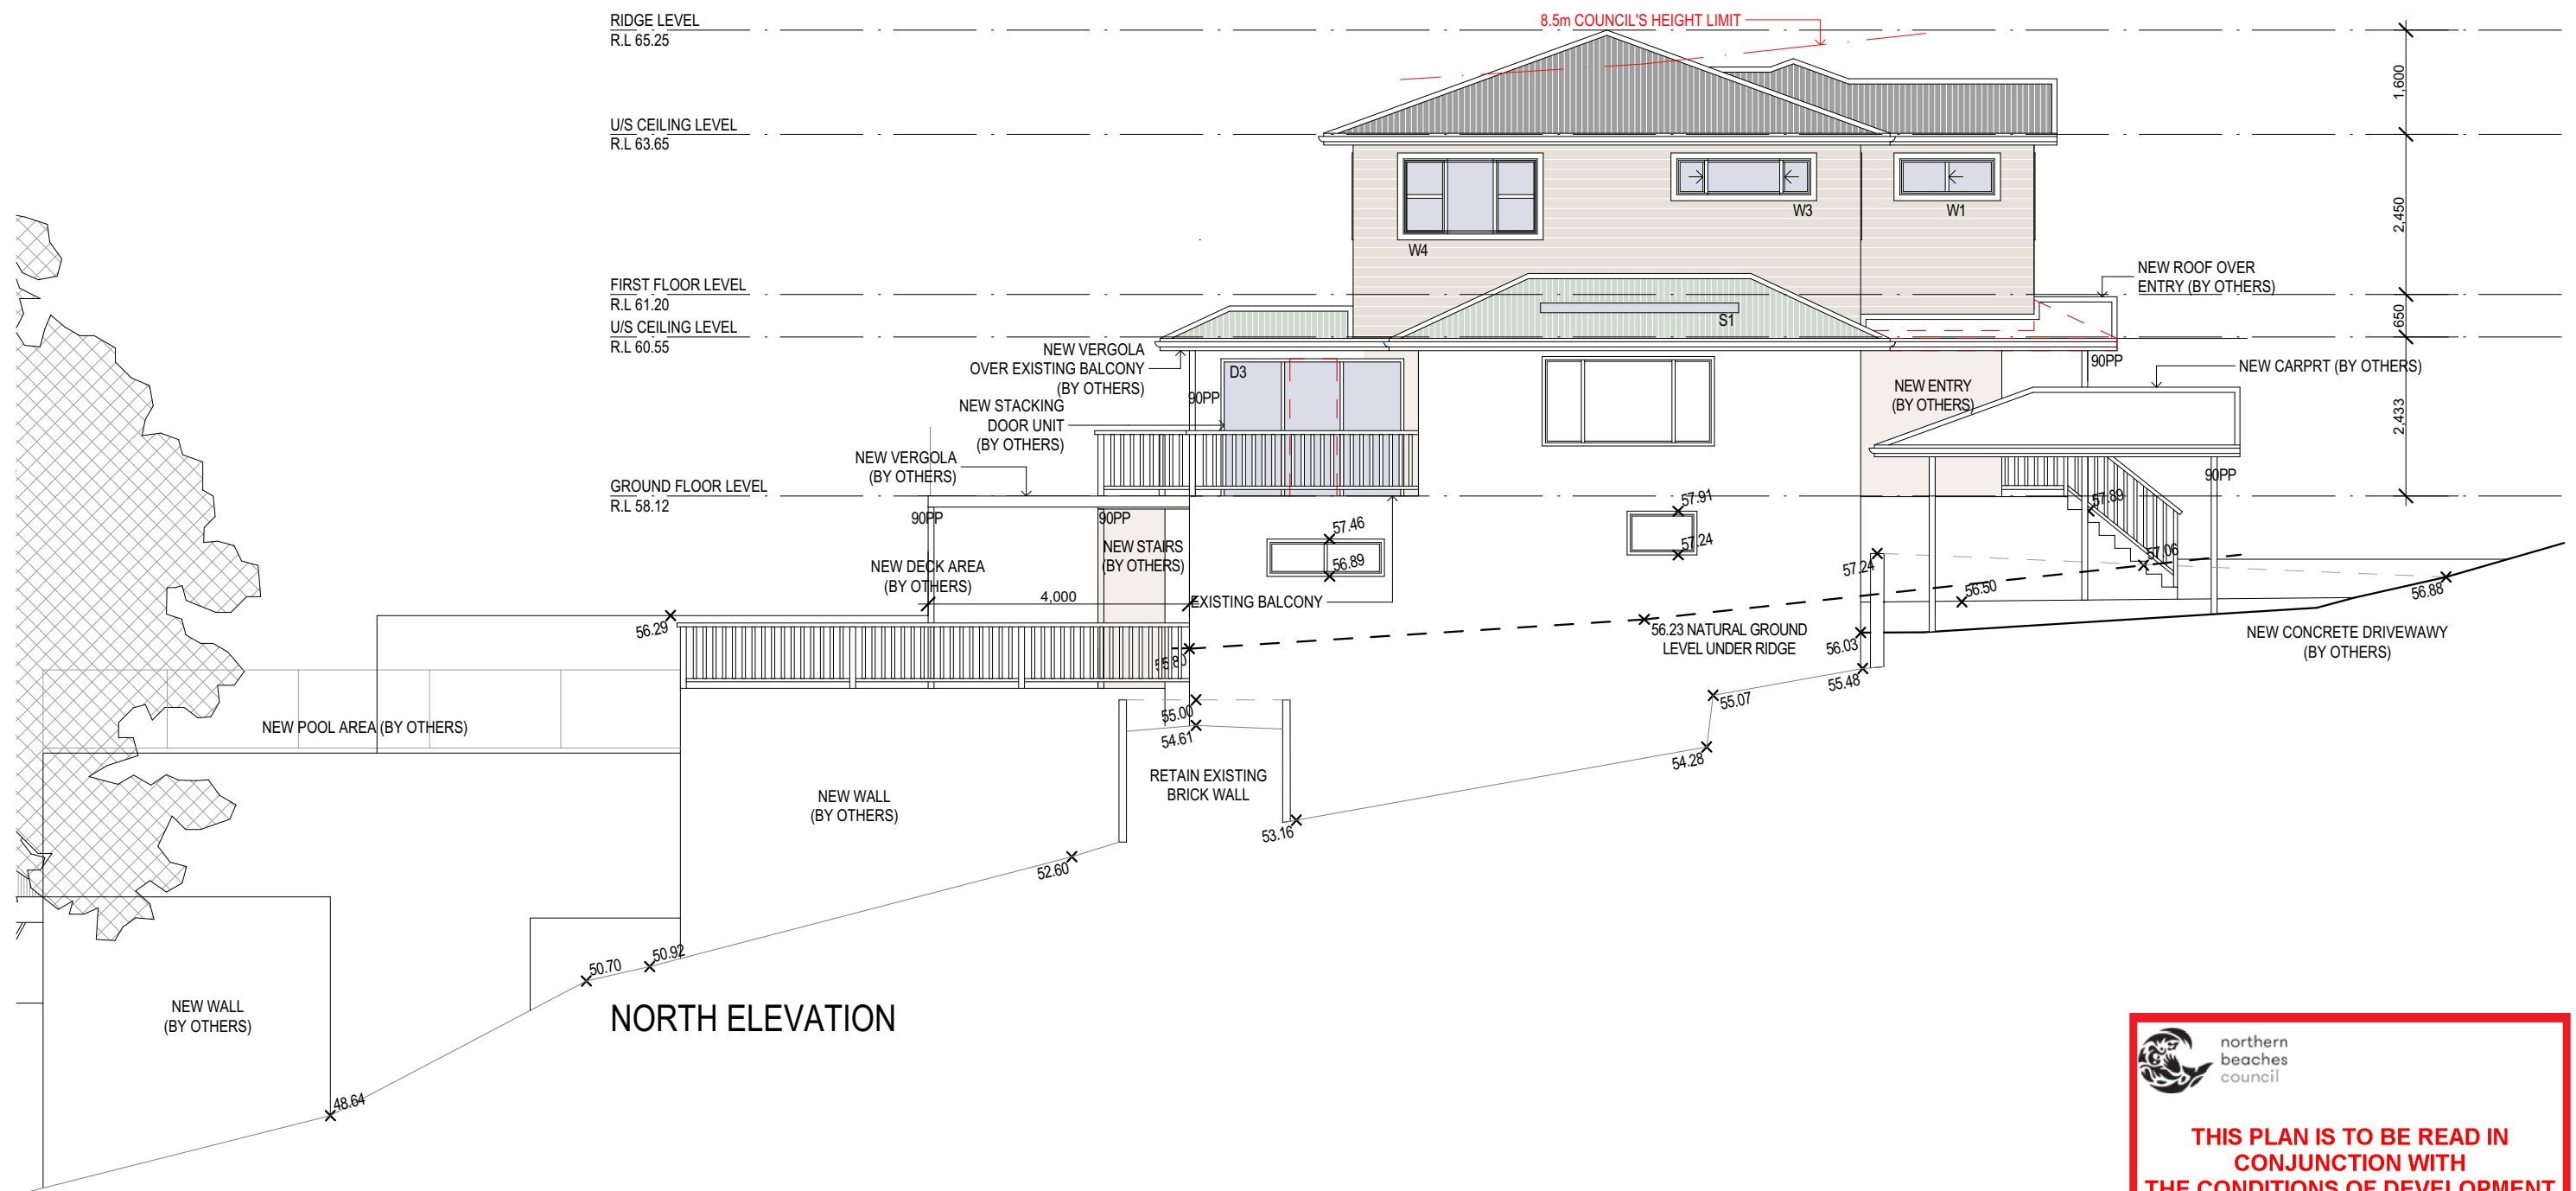 RIDGE LEVEL
R.L 65.25
8.5m COUNCIL'S HEIGHT LIMIT
1,600
U/S CEILING LEVEL
R.L 63.65
2,450
W4
W3
W1
NEW ROOF OVER
ENTRY (BY OTHERS)
FIRST FLOOR LEVEL
R.L 61.20
650
S1
U/S CEILING LEVEL
R.L 60.55
NEW VERGOLA
OVER EXISTING BALCONY
(BY OTHERS)
D3
90PP
NEW STACKING
DOOR UNIT
(BY OTHERS)
NEW ENTRY
(BY OTHERS)
90PP
NEW CARPRT (BY OTHERS)
2,433
NEW VERGOLA
(BY OTHERS)
90PP
GROUND FLOOR LEVEL
R.L 58.12
90PP
90PP
57.91
57.89
57.46
57.24
56.89
NEW STAIRS
(BY OTHERS)
NEW DECK AREA
(BY OTHERS)
4,000
EXISTING BALCONY
57.24
57.06
56.50
56.88
56.29
55.80
56.23 NATURAL GROUND
LEVEL UNDER RIDGE
56.03
NEW CONCRETE DRIVEWAWY
(BY OTHERS)
55.48
55.07
55.00
54.61
54.28
NEW POOL AREA (BY OTHERS)
RETAIN EXISTING
BRICK WALL
NEW WALL
(BY OTHERS)
53.16
52.60
50.92
50.70
NEW WALL
(BY OTHERS)
48.64
NORTH ELEVATION
northern
beaches
council
THIS PLAN IS TO BE READ IN
CONJUNCTION WITH
THE CONDITIONS OF DEVELOPMENT